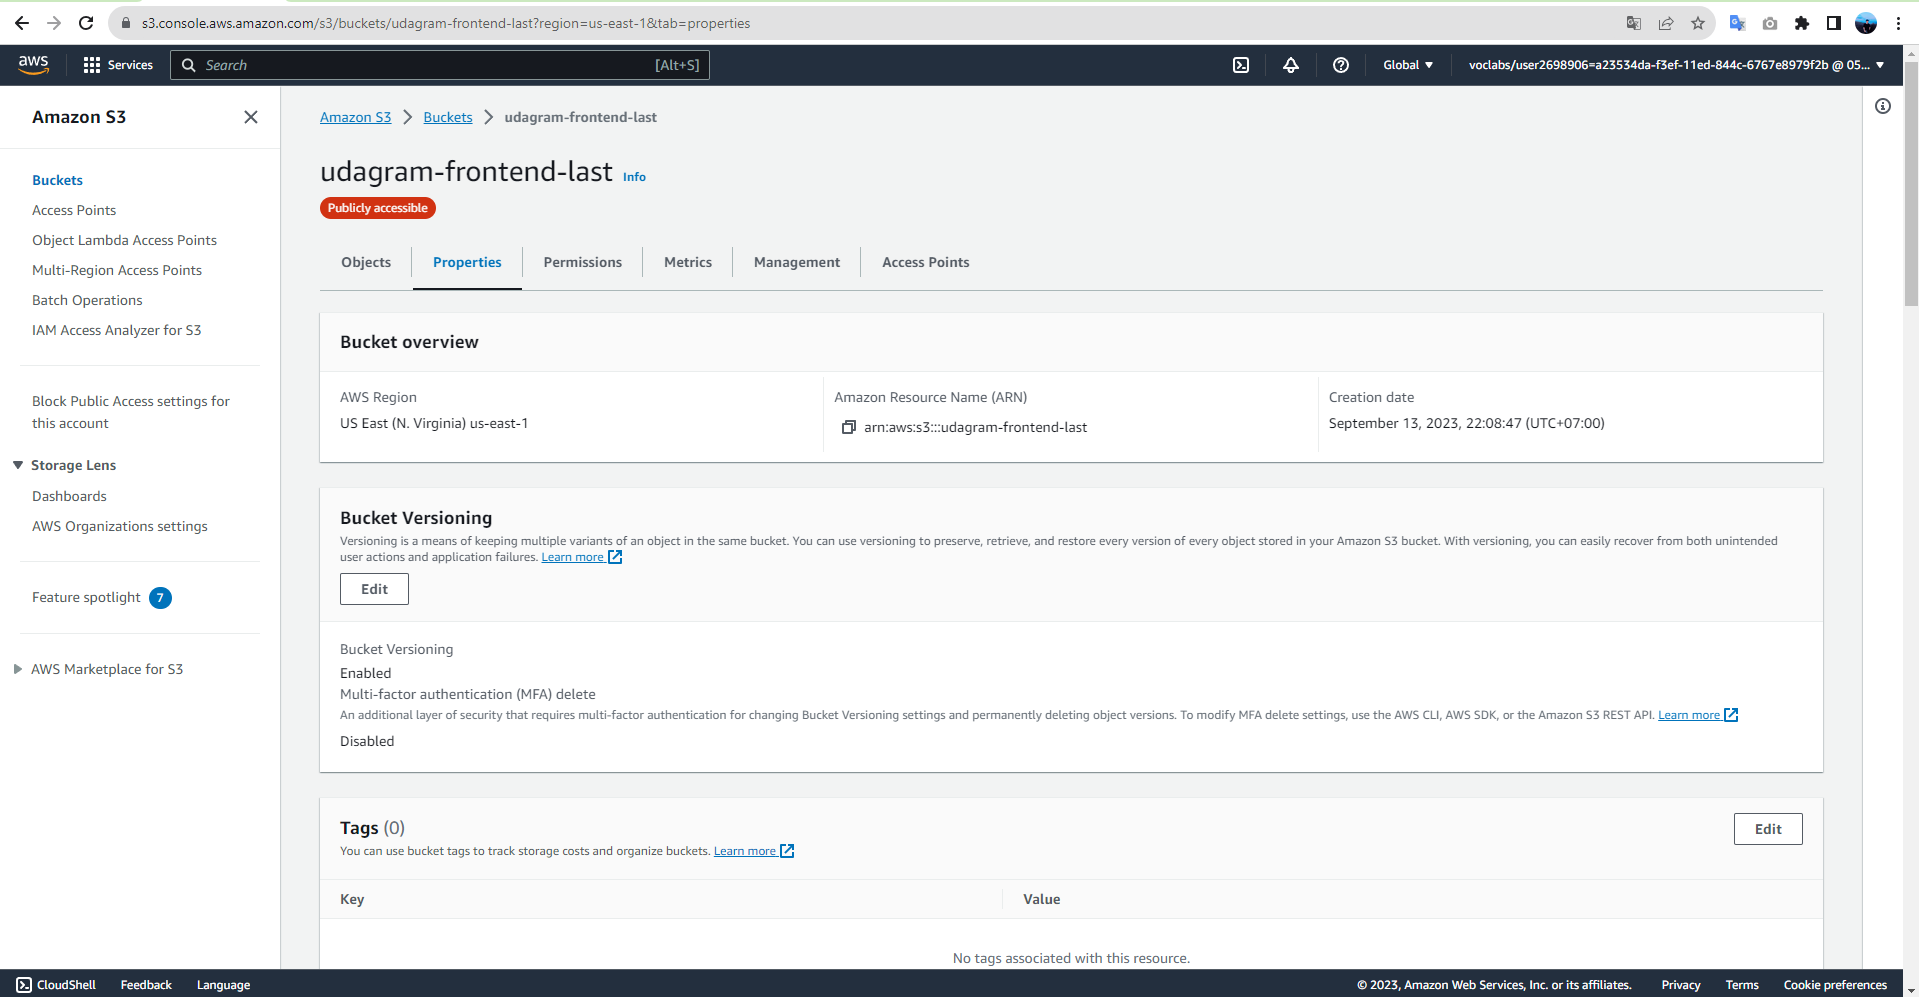 s3.console.aws.amazon.com/s3/buckets/udagram-frontend-last?region=us-east-1&tab=properties
aws
Services
Search
[Alt+S]
Global
voclabs/user2698906=a23534da-f3ef-11ed-844c-6767e8979f2b @ 05...
Amazon S3
Buckets
Access Points
Object Lambda Access Points
Multi-Region Access Points
Batch Operations
IAM Access Analyzer for S3
Block Public Access settings for
this account
Storage Lens
Dashboards
AWS Organizations settings
Feature spotlight 7
AWS Marketplace for S3
Amazon S3 > Buckets > udagram-frontend-last
udagram-frontend-last Info
Publicly accessible
Objects Properties Permissions Metrics Management Access Points
Bucket overview
AWS Region
US East (N. Virginia) us-east-1
Amazon Resource Name (ARN)
arn:aws:s3:::udagram-frontend-last
Creation date
September 13, 2023, 22:08:47 (UTC+07:00)
Bucket Versioning
Versioning is a means of keeping multiple variants of an object in the same bucket. You can use versioning to preserve, retrieve, and restore every version of every object stored in your Amazon S3 bucket. With versioning, you can easily recover from both unintended
user actions and application failures. Learn more
Edit
Bucket Versioning
Enabled
Multi-factor authentication (MFA) delete
An additional layer of security that requires multi-factor authentication for changing Bucket Versioning settings and permanently deleting object versions. To modify MFA delete settings, use the AWS CLI, AWS SDK, or the Amazon S3 REST API. Learn more
Disabled
Tags (0)
You can use bucket tags to track storage costs and organize buckets. Learn more
Edit
Key Value
No tags associated with this resource.
CloudShell Feedback Language
© 2023, Amazon Web Services, Inc. or its affiliates. Privacy Terms Cookie preferences